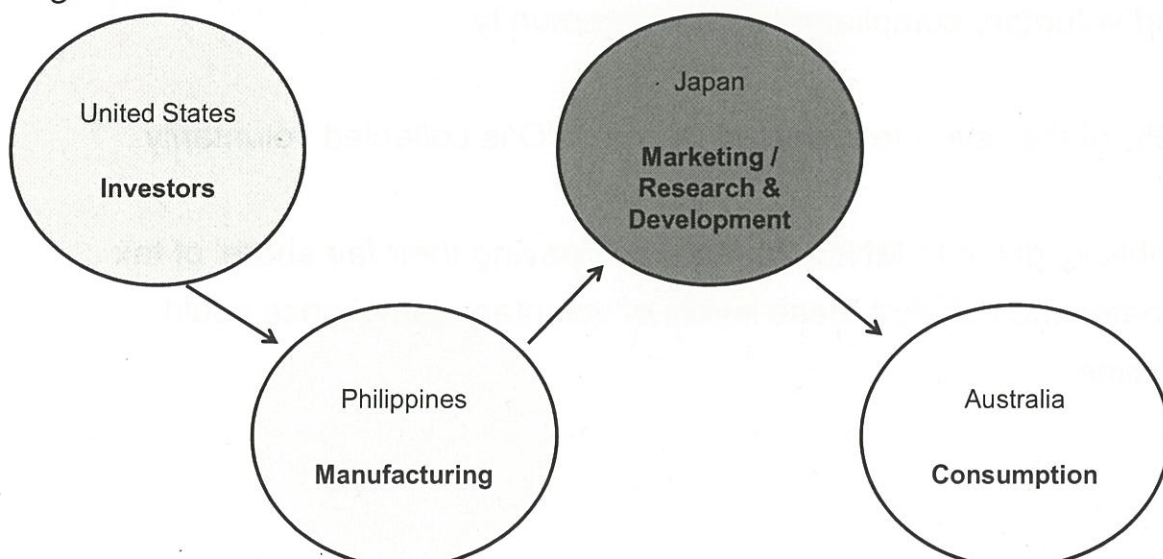 United States
Investors
Japan
Marketing /
Research &
Development
Philippines
Manufacturing
Australia
Consumption